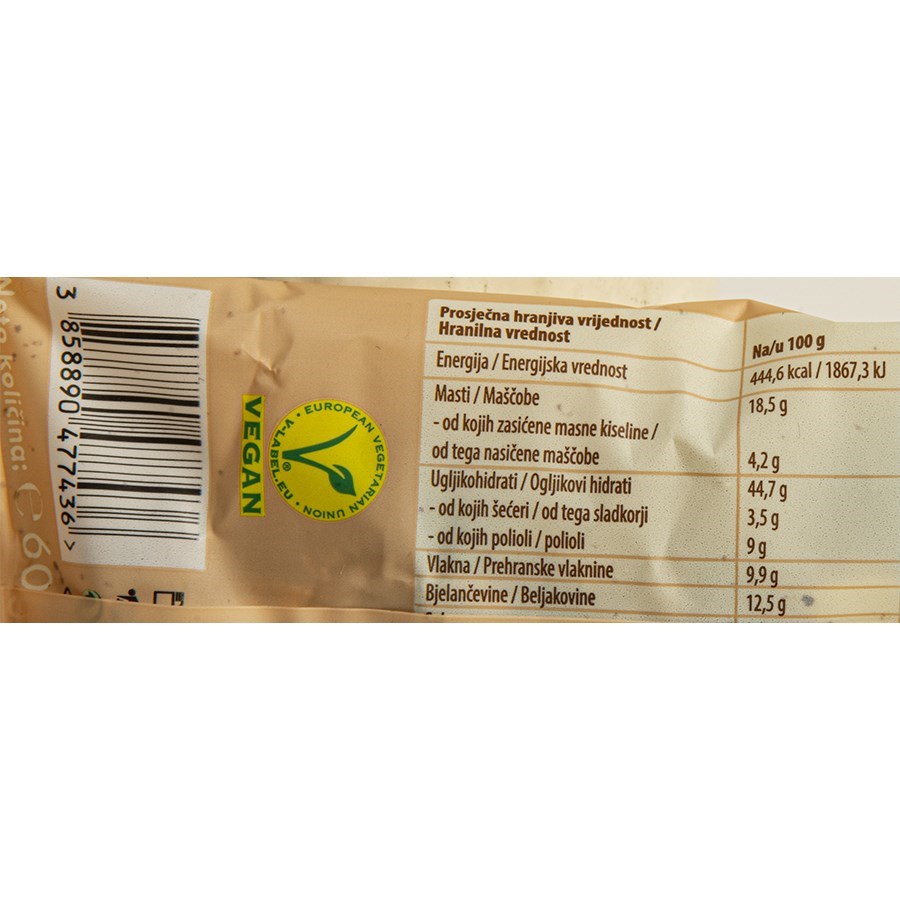 Neto količina: ℮ 60
3 858890 477436 >
VEGAN
EUROPEAN VEGETARIAN UNION • V-LABEL.EU •
®
Prosječna hranjiva vrijednost /
Hranilna vrednost
Na/u 100 g
Energija / Energijska vrednost 444,6 kcal / 1867,3 kJ
Masti / Maščobe 18,5 g
- od kojih zasićene masne kiseline /
od tega nasičene maščobe 4,2 g
Ugljikohidrati / Ogljikovi hidrati 44,7 g
- od kojih šećeri / od tega sladkorji 3,5 g
- od kojih polioli / polioli 9 g
Vlakna / Prehranske vlaknine 9,9 g
Bjelančevine / Beljakovine 12,5 g